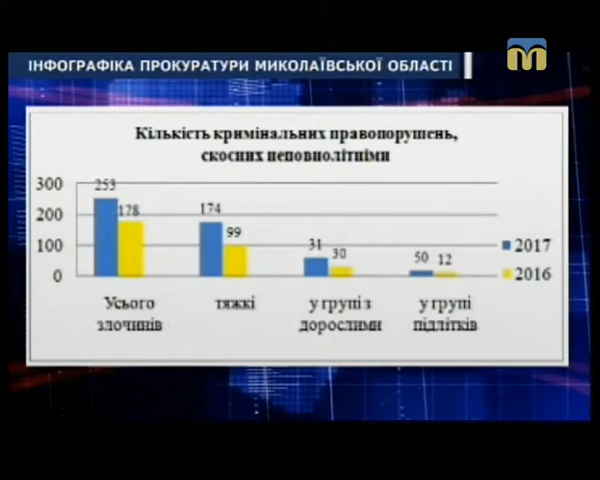 ІНФОГРАФІКА ПРОКУРАТУРИ МИКОЛАЇВСЬКОЇ ОБЛАСТІ
Кількість кримінальних правопорушень,
скоєних неповнолітніми
300
200
100
0
253
178
174
99
31
30
50
12
2017
2016
Усього
злочинів
тяжкі
у групі з
дорослими
у групі
підлітків